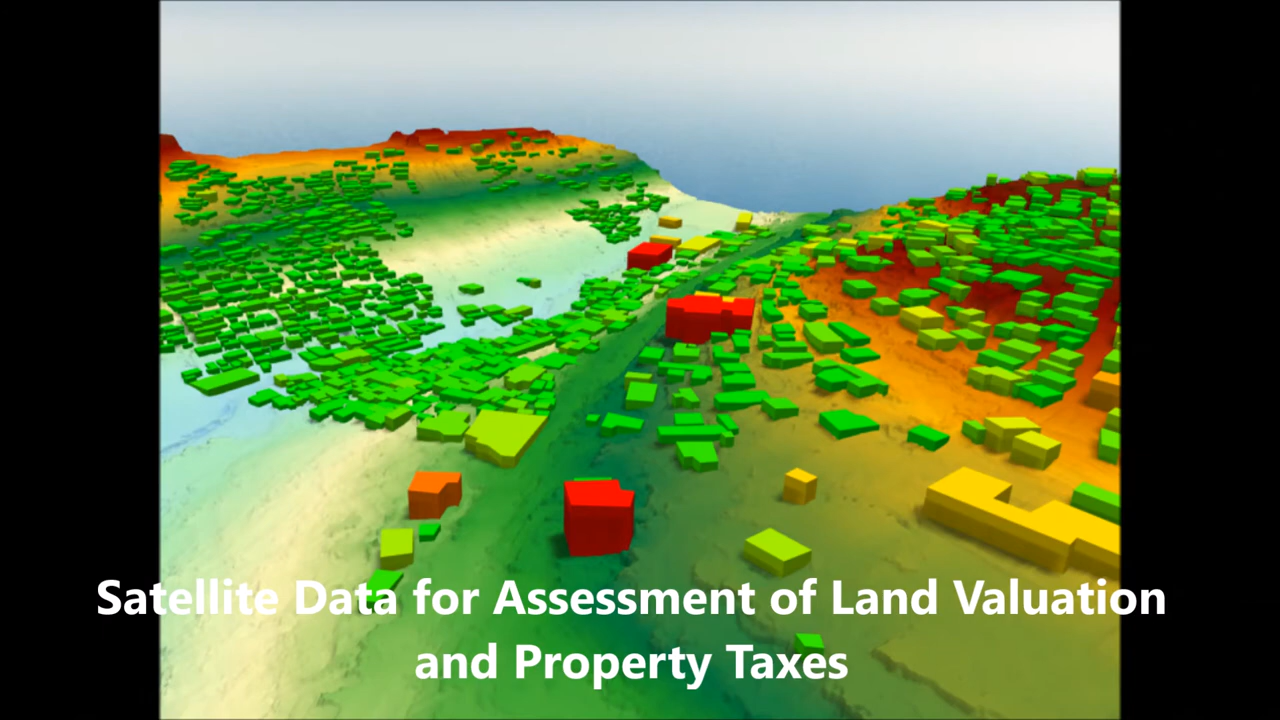 Satellite Data for Assessment of Land Valuation
and Property Taxes